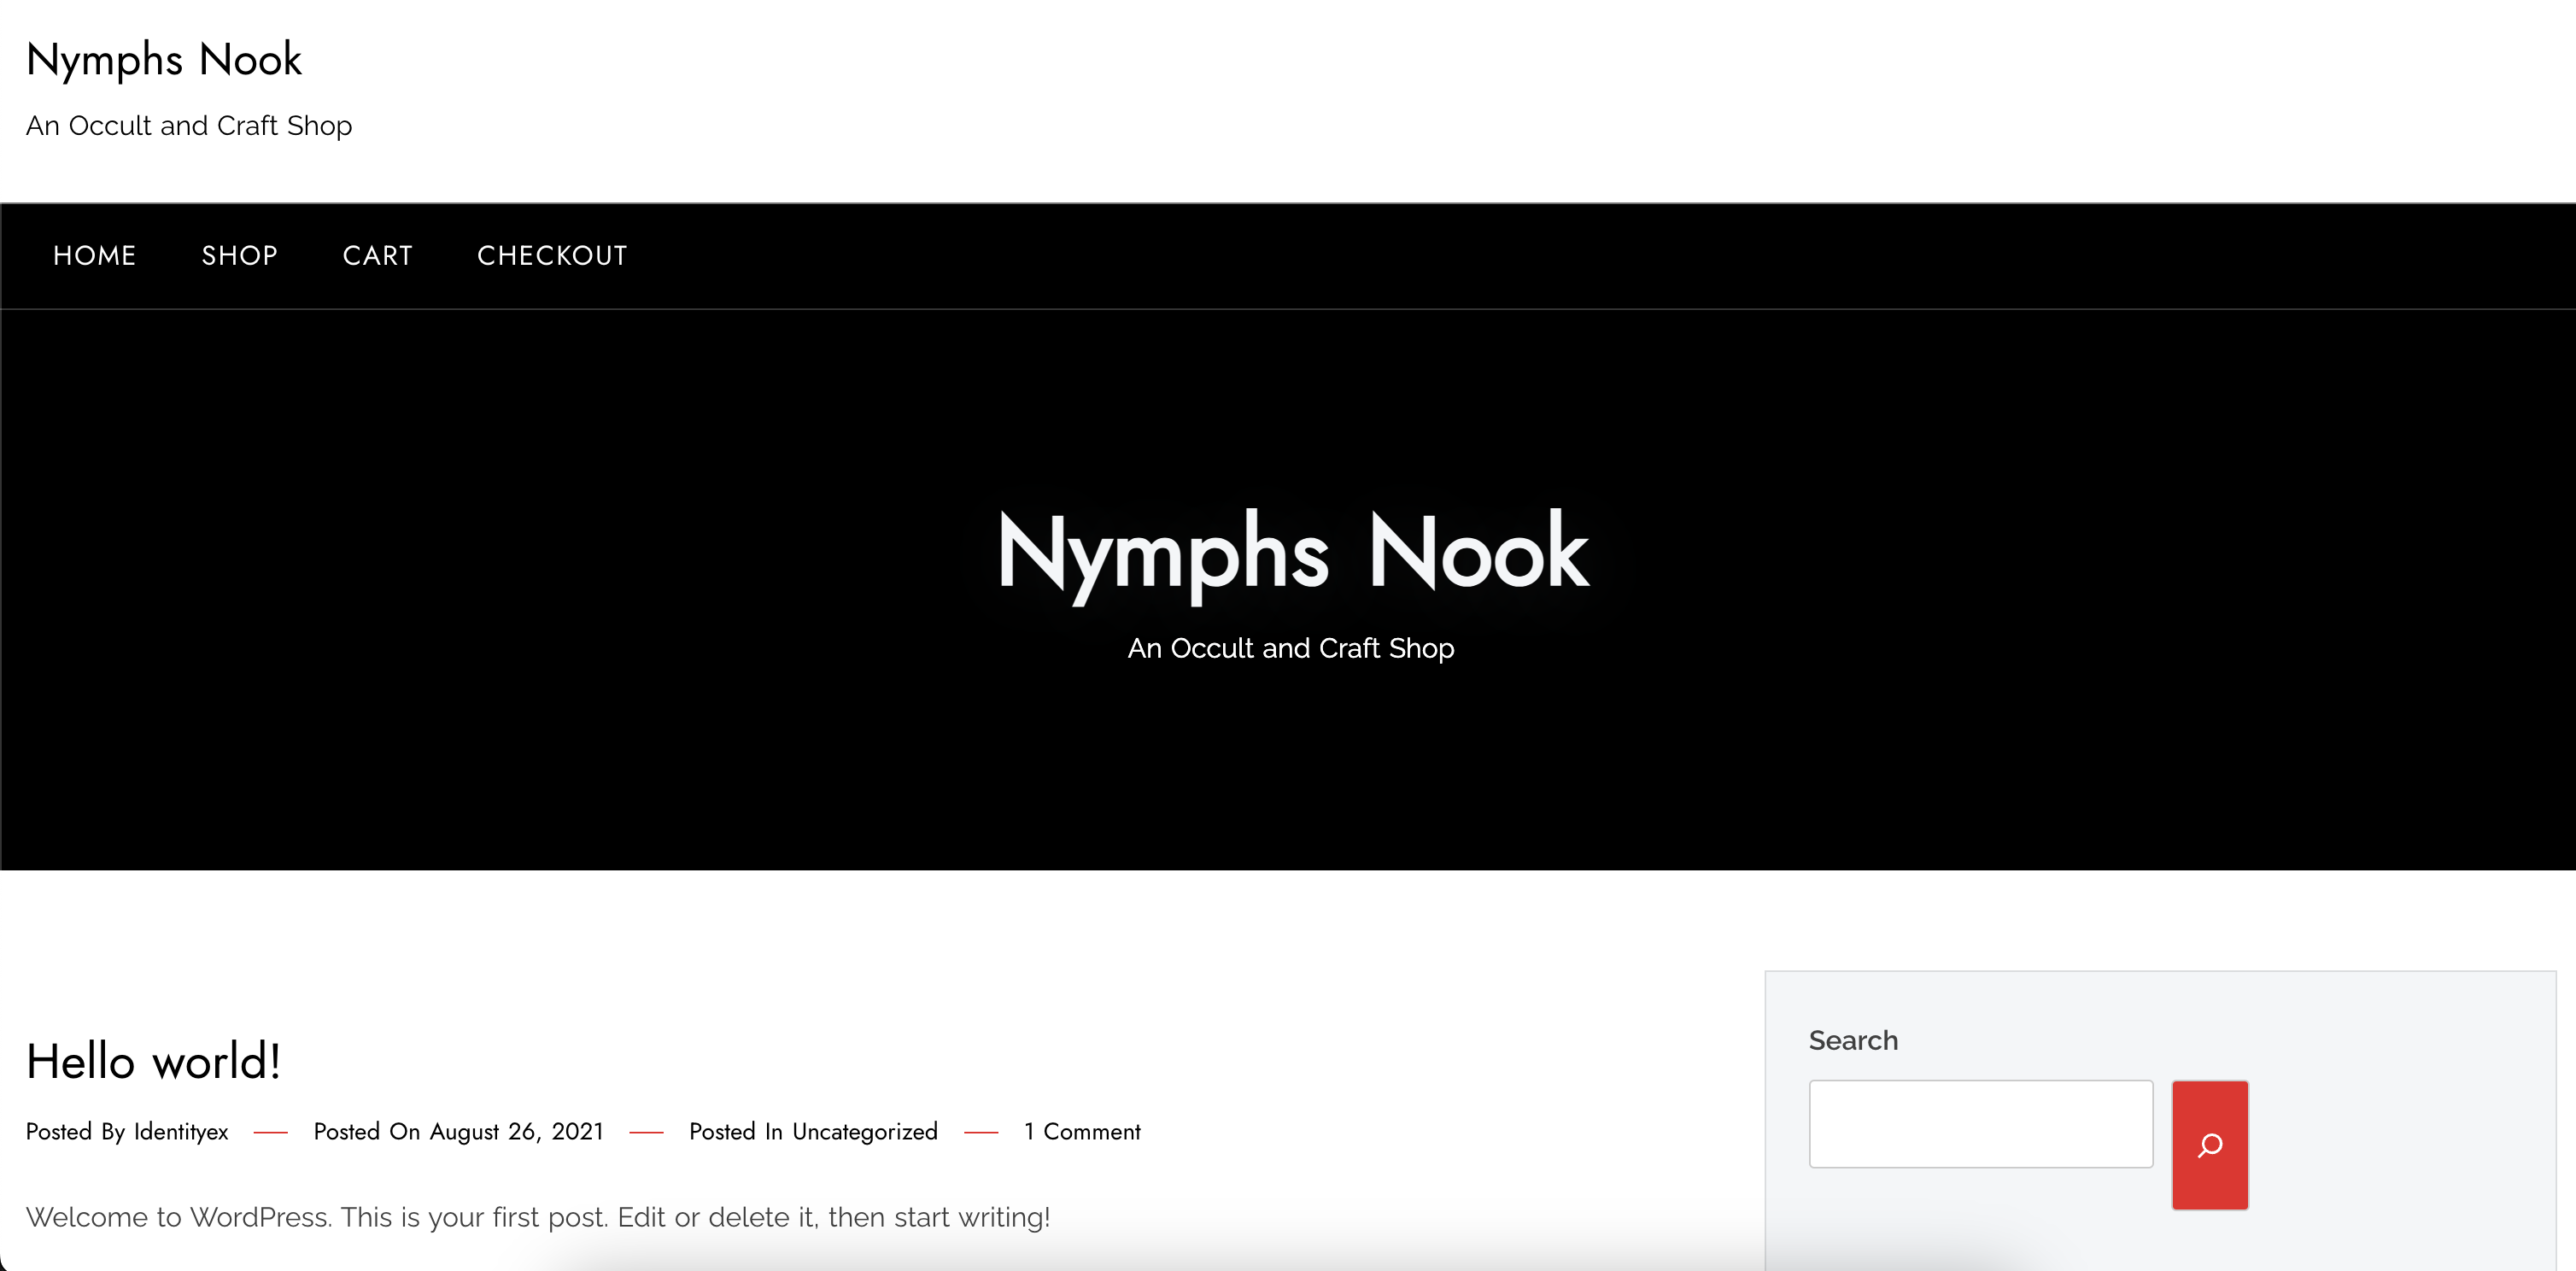 Nymphs Nook
An Occult and Craft Shop
HOME SHOP CART CHECKOUT
Nymphs Nook
An Occult and Craft Shop
Hello world!
Posted By Identityex — Posted On August 26, 2021 — Posted In Uncategorized — 1 Comment
Welcome to WordPress. This is your first post. Edit or delete it, then start writing!
Search